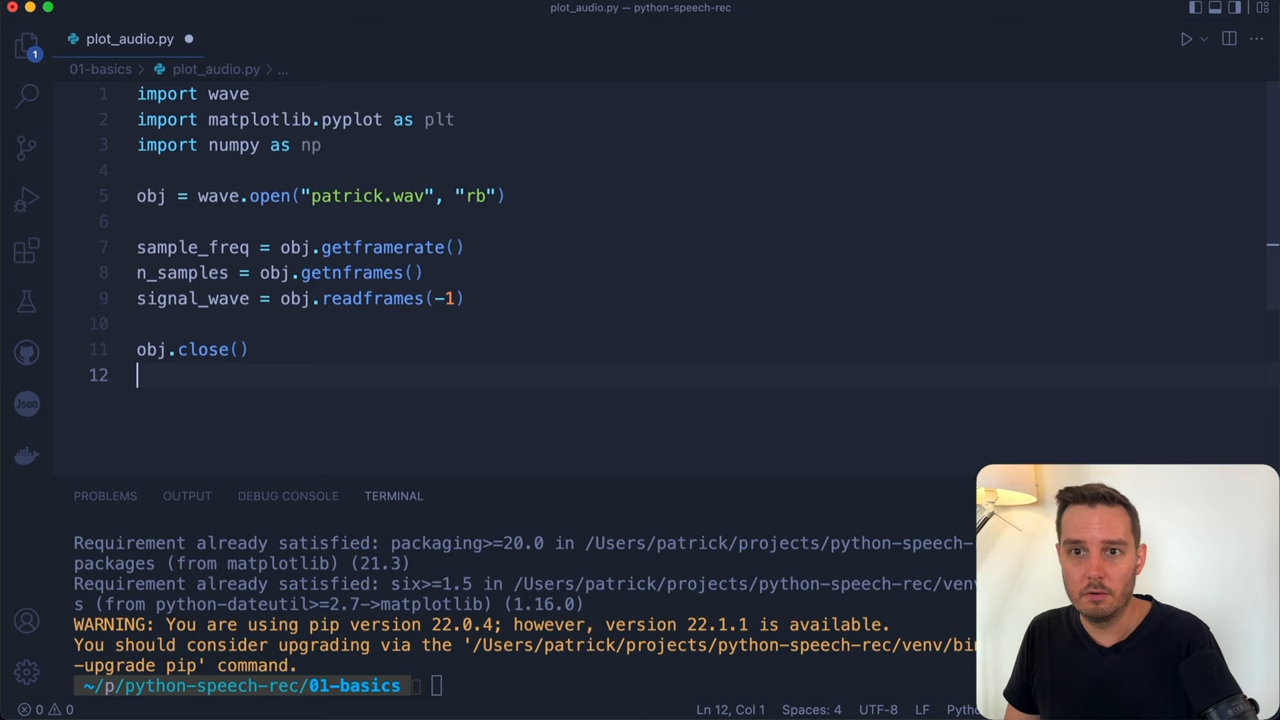 plot_audio.py — python-speech-rec
plot_audio.py
01-basics > plot_audio.py > ...
1 import wave
2 import matplotlib.pyplot as plt
3 import numpy as np
4
5 obj = wave.open("patrick.wav", "rb")
6
7 sample_freq = obj.getframerate()
8 n_samples = obj.getnframes()
9 signal_wave = obj.readframes(-1)
10
11 obj.close()
12
1
Json
PROBLEMS OUTPUT DEBUG CONSOLE TERMINAL
Requirement already satisfied: packaging>=20.0 in /Users/patrick/projects/python-speech-
packages (from matplotlib) (21.3)
Requirement already satisfied: six>=1.5 in /Users/patrick/projects/python-speech-rec/venv
s (from python-dateutil>=2.7->matplotlib) (1.16.0)
WARNING: You are using pip version 22.0.4; however, version 22.1.1 is available.
You should consider upgrading via the '/Users/patrick/projects/python-speech-rec/venv/bin
-upgrade pip' command.
~/p/python-speech-rec/01-basics
0 0 Ln 12, Col 1 Spaces: 4 UTF-8 LF Pytho